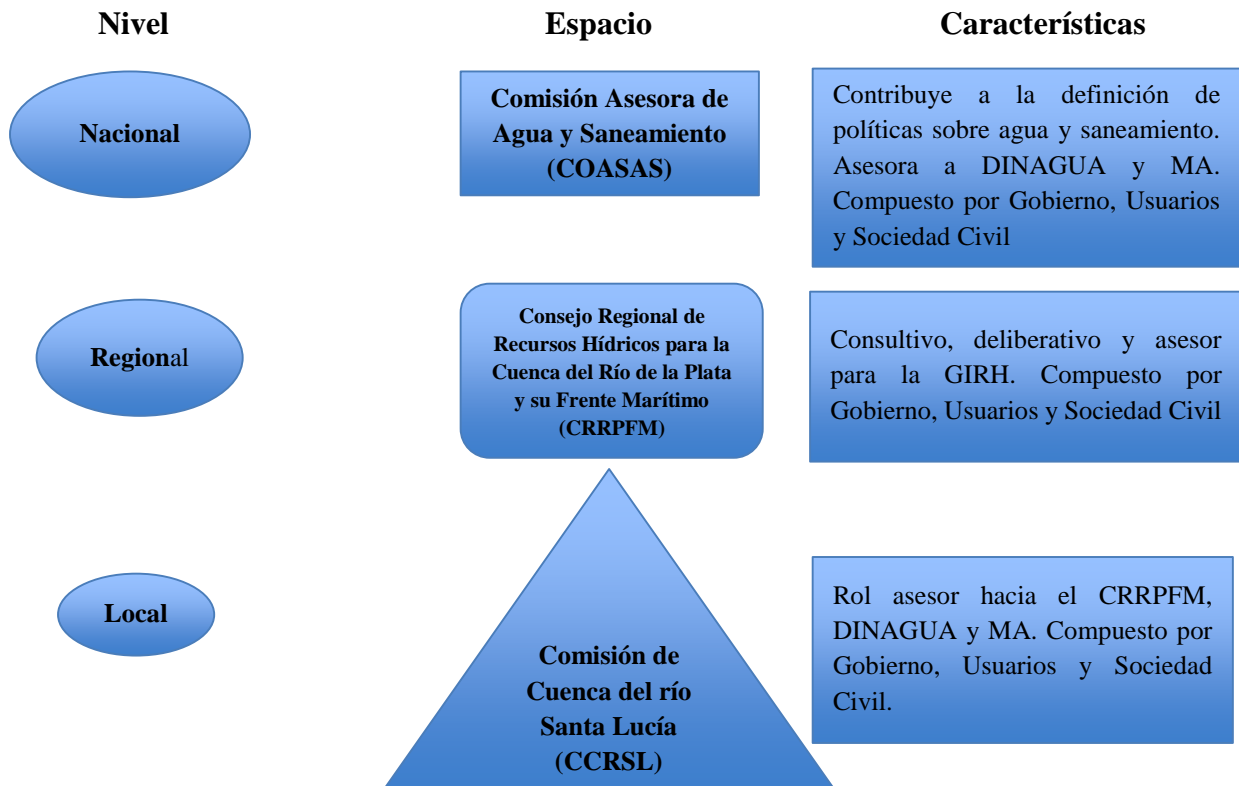 Nivel Espacio Características
Nacional
Comisión Asesora de
Agua y Saneamiento
(COASAS)
Contribuye a la definición de
políticas sobre agua y saneamiento.
Asesora a DINAGUA y MA.
Compuesto por Gobierno, Usuarios
y Sociedad Civil
Regional
Consejo Regional de
Recursos Hídricos para la
Cuenca del Río de la Plata
y su Frente Marítimo
(CRRPFM)
Consultivo, deliberativo y asesor
para la GIRH. Compuesto por
Gobierno, Usuarios y Sociedad Civil
Local
Comisión de
Cuenca del río
Santa Lucía
(CCRSL)
Rol asesor hacia el CRRPFM,
DINAGUA y MA. Compuesto por
Gobierno, Usuarios y Sociedad
Civil.